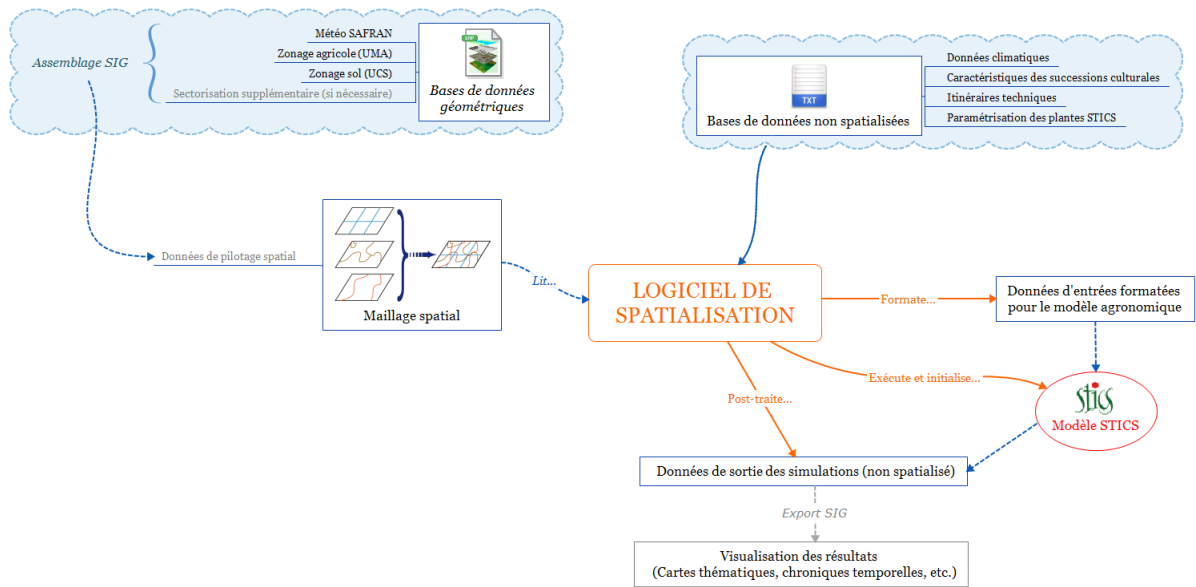 Assemblage SIG
Météo SAFRAN
Zonage agricole (UMA)
Zonage sol (UCS)
Sectorisation supplémentaire (si nécessaire)
SHP
Bases de données
géométriques
TXT
Bases de données non spatialisées
Données climatiques
Caractéristiques des successions culturales
Itinéraires techniques
Paramétrisation des plantes STICS
Données de pilotage spatial
Maillage spatial
Lit...
LOGICIEL DE
SPATIALISATION
Formate...
Données d'entrées formatées
pour le modèle agronomique
Exécute et initialise...
Post-traite...
stics
Modèle STICS
Données de sortie des simulations (non spatialisé)
Export SIG
Visualisation des résultats
(Cartes thématiques, chroniques temporelles, etc.)